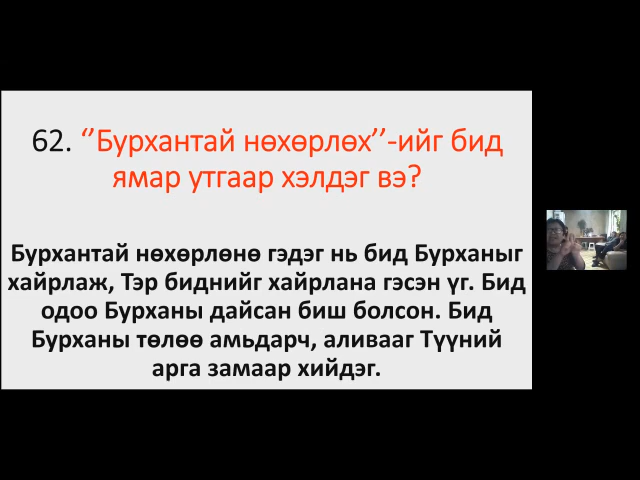 62. ‘’Бурхантай нөхөрлөх’’-ийг бид
ямар утгаар хэлдэг вэ?
Бурхантай нөхөрлөнө гэдэг нь бид Бурханыг
хайрлаж, Тэр биднийг хайрлана гэсэн үг. Бид
одоо Бурханы дайсан биш болсон. Бид
Бурханы төлөө амьдарч, аливааг Түүний
арга замаар хийдэг.